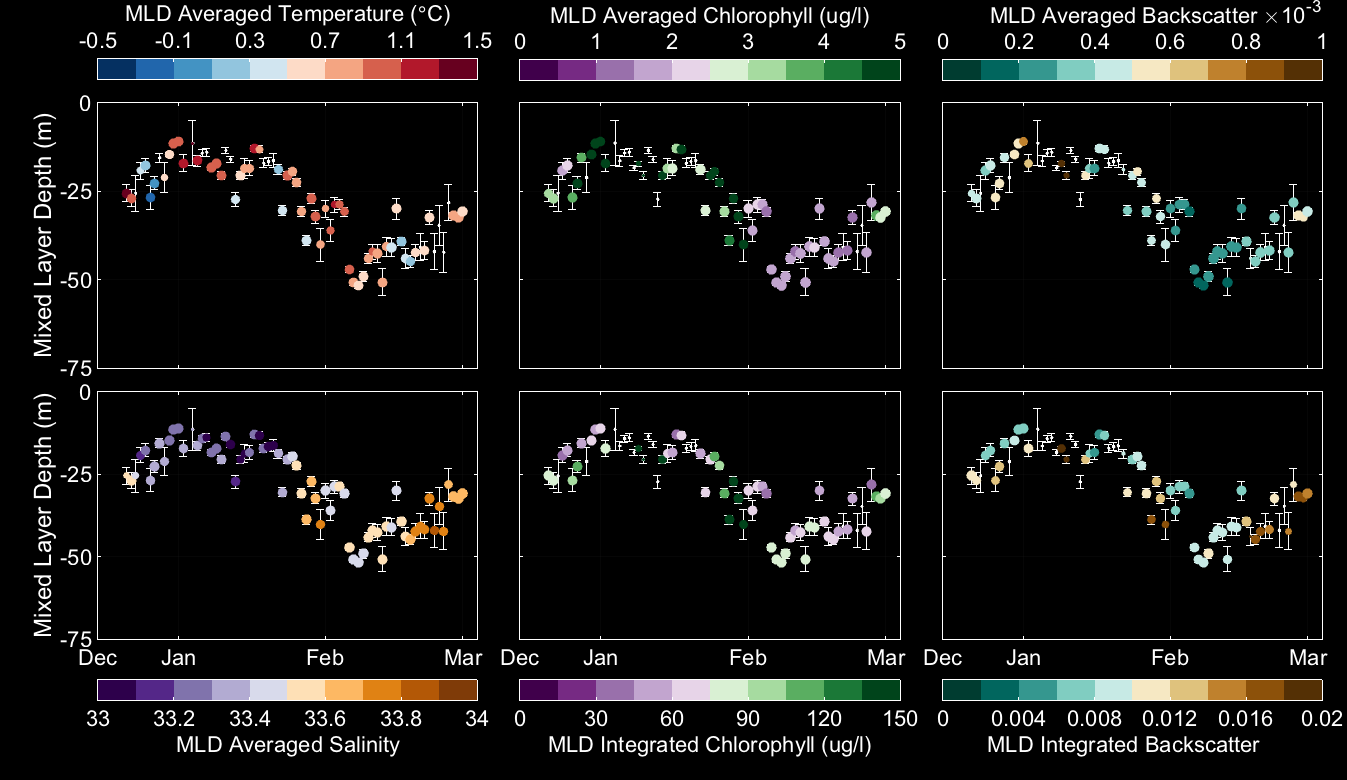 MLD Averaged Temperature (°C)
-0.5 -0.1 0.3 0.7 1.1 1.5
MLD Averaged Chlorophyll (ug/l)
0 1 2 3 4 5
MLD Averaged Backscatter ×10-3
0 0.2 0.4 0.6 0.8 1
Mixed Layer Depth (m)
0
-25
-50
-75
Mixed Layer Depth (m)
0
-25
-50
-75
Dec Jan Feb Mar
Dec Jan Feb Mar
Dec Jan Feb Mar
33 33.2 33.4 33.6 33.8 34
MLD Averaged Salinity
0 30 60 90 120 150
MLD Integrated Chlorophyll (ug/l)
0 0.004 0.008 0.012 0.016 0.02
MLD Integrated Backscatter